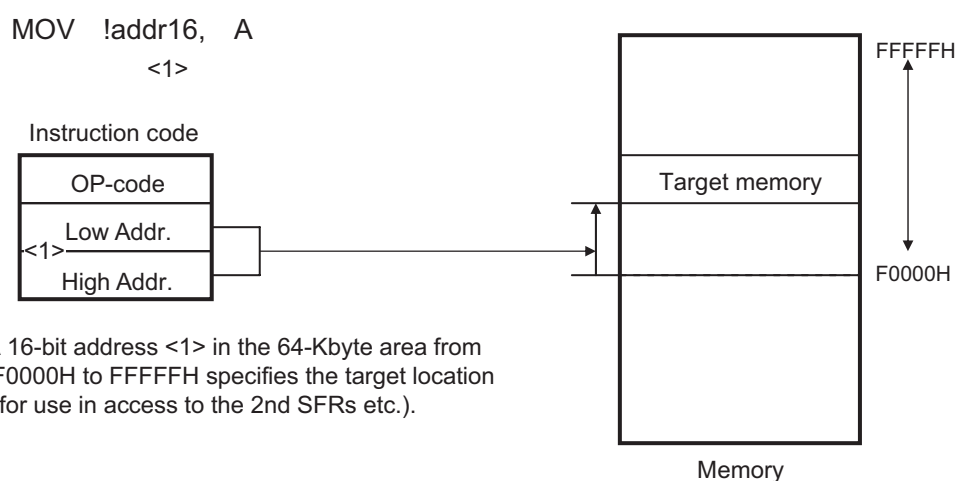 MOV !addr16, A
<1>
FFFFFH
Instruction code
OP-code
Target memory
Low Addr.
<1>
High Addr.
F0000H
16-bit address <1> in the 64-Kbyte area from
F0000H to FFFFFH specifies the target location
for use in access to the 2nd SFRs etc.).
Memory